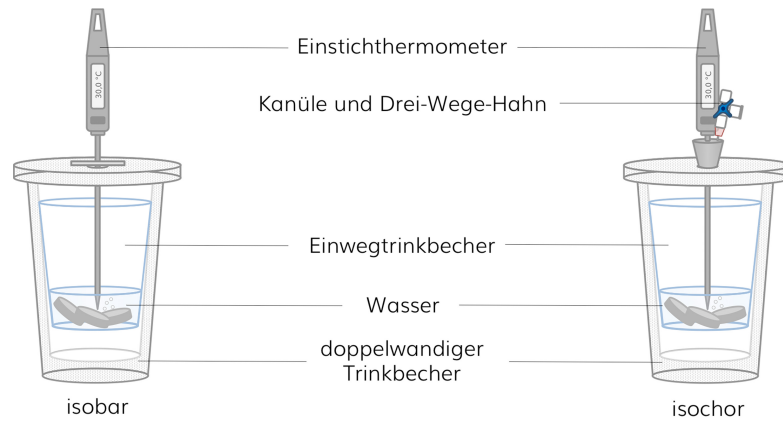 30,0 °C
Einstichthermometer
30,0 °C
Kanüle und Drei-Wege-Hahn
Einwegtrinkbecher
Wasser
doppelwandiger
Trinkbecher
isobar
isochor